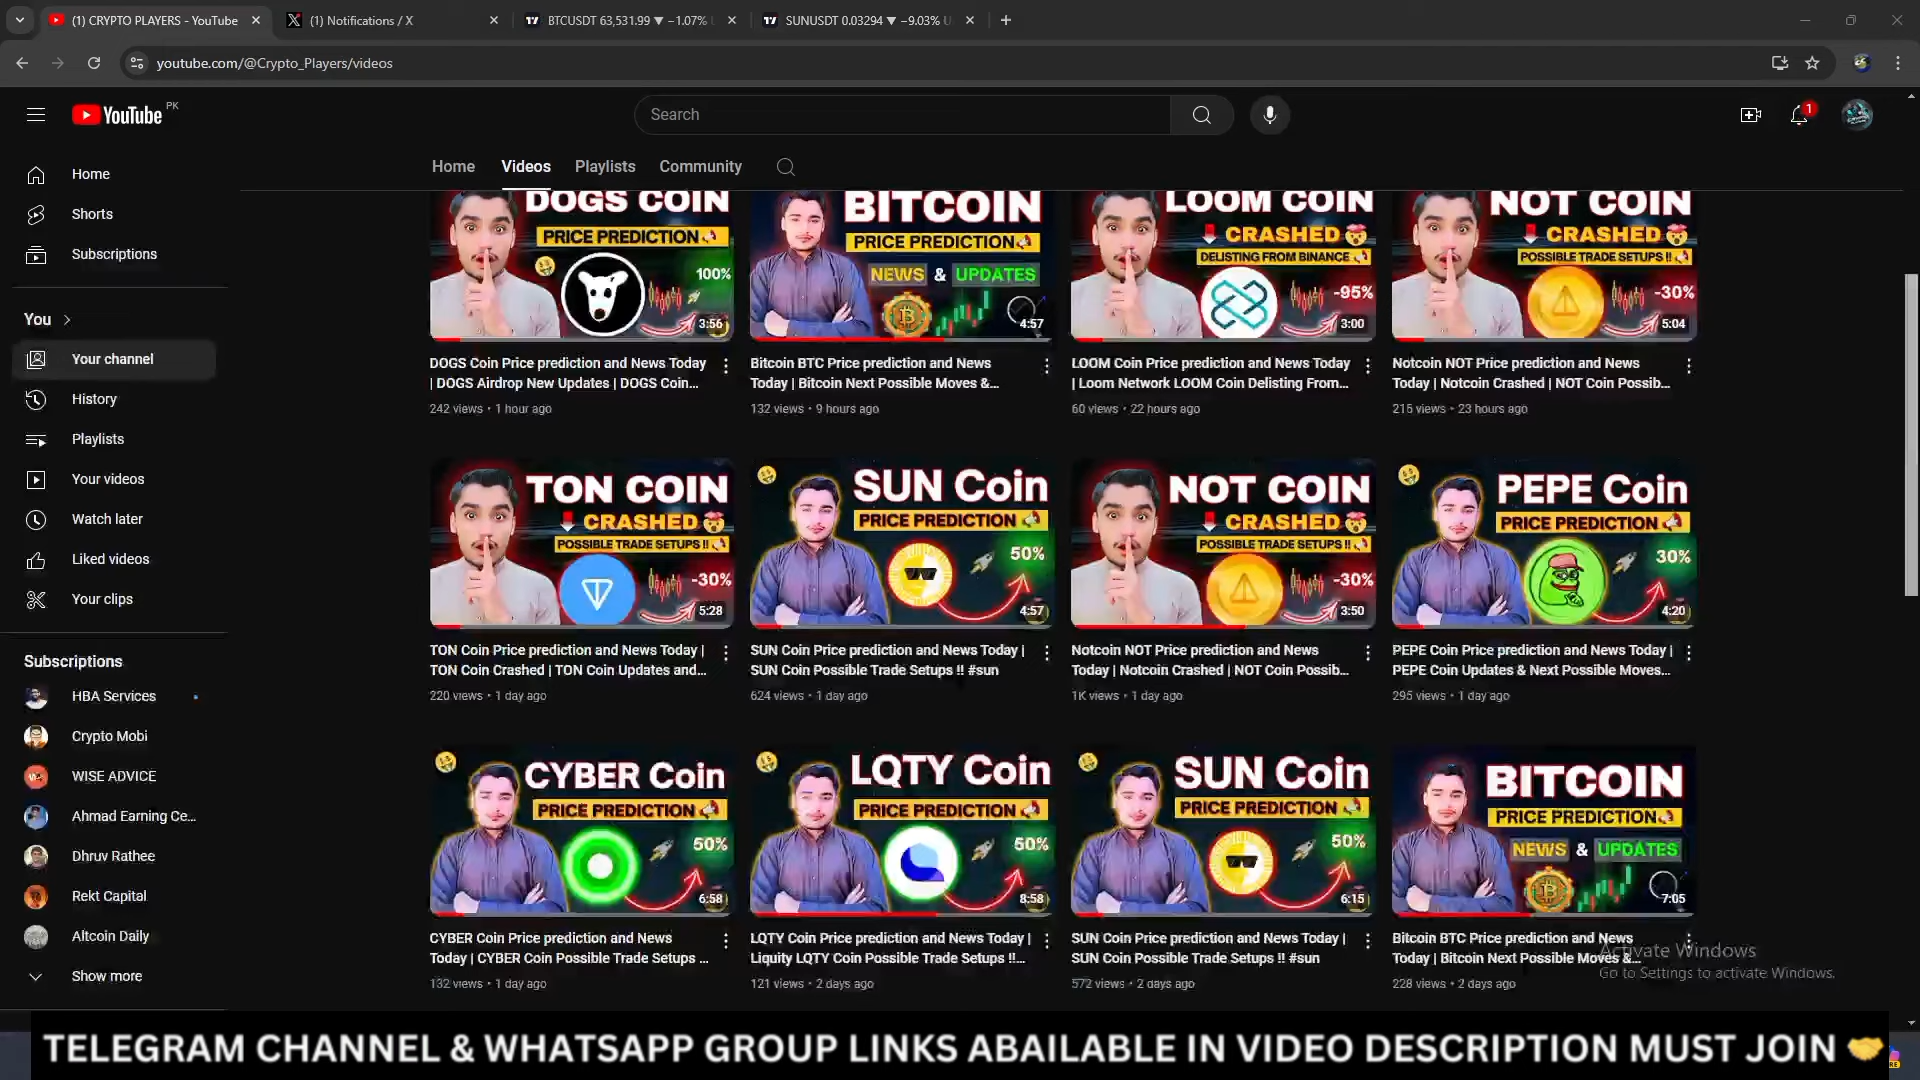 (1) CRYPTO PLAYERS - YouTube
(1) Notifications / X
BTCUSDT 63,531.99 ▼ −1.07%
SUNUSDT 0.03294 ▼ −9.03% U
youtube.com/@Crypto_Players/videos
YouTube PK
Search
1
Home
Videos
Playlists
Community
Home
Shorts
Subscriptions
You
Your channel
History
Playlists
Your videos
Watch later
Liked videos
Your clips
Subscriptions
HBA Services
Crypto Mobi
WISE ADVICE
Ahmad Earning Ce...
Dhruv Rathee
Rekt Capital
Altcoin Daily
Show more
DOGS COIN
PRICE PREDICTION
100%
3:56
DOGS Coin Price prediction and News Today
| DOGS Airdrop New Updates | DOGS Coin...
242 views • 1 hour ago
BITCOIN
PRICE PREDICTION
NEWS & UPDATES
4:57
Bitcoin BTC Price prediction and News
Today | Bitcoin Next Possible Moves &...
132 views • 9 hours ago
LOOM COIN
CRASHED
DELISTING FROM BINANCE
-95%
3:00
LOOM Coin Price prediction and News Today
| Loom Network LOOM Coin Delisting From...
60 views • 22 hours ago
NOT COIN
CRASHED
POSSIBLE TRADE SETUPS !!
-30%
5:04
Notcoin NOT Price prediction and News
Today | Notcoin Crashed | NOT Coin Possib...
215 views • 23 hours ago
TON COIN
CRASHED
POSSIBLE TRADE SETUPS !!
-30%
5:28
TON Coin Price prediction and News Today |
TON Coin Crashed | TON Coin Updates and...
220 views • 1 day ago
SUN Coin
PRICE PREDICTION
50%
4:57
SUN Coin Price prediction and News Today |
SUN Coin Possible Trade Setups !! #sun
624 views • 1 day ago
NOT COIN
CRASHED
POSSIBLE TRADE SETUPS !!
-30%
3:50
Notcoin NOT Price prediction and News
Today | Notcoin Crashed | NOT Coin Possib...
1K views • 1 day ago
PEPE Coin
PRICE PREDICTION
30%
4:20
PEPE Coin Price prediction and News Today |
PEPE Coin Updates & Next Possible Moves...
295 views • 1 day ago
CYBER Coin
PRICE PREDICTION
50%
6:58
CYBER Coin Price prediction and News
Today | CYBER Coin Possible Trade Setups ...
132 views • 1 day ago
LQTY Coin
PRICE PREDICTION
50%
8:58
LQTY Coin Price prediction and News Today |
Liquity LQTY Coin Possible Trade Setups !!...
121 views • 2 days ago
SUN Coin
PRICE PREDICTION
50%
6:15
SUN Coin Price prediction and News Today |
SUN Coin Possible Trade Setups !! #sun
572 views • 2 days ago
BITCOIN
PRICE PREDICTION
NEWS & UPDATES
7:05
Bitcoin BTC Price prediction and News
Today | Bitcoin Next Possible Moves &...
228 views • 2 days ago
Activate Windows
Go to Settings to activate Windows.
TELEGRAM CHANNEL & WHATSAPP GROUP LINKS ABAILABLE IN VIDEO DESCRIPTION MUST JOIN